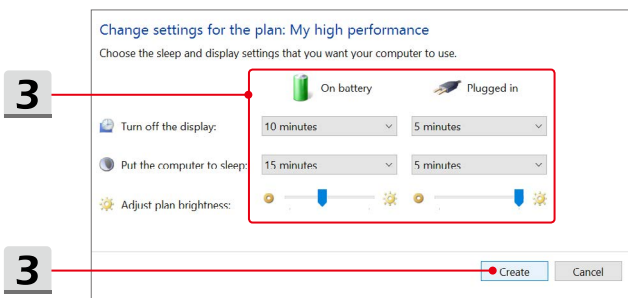 Change settings for the plan: My high performance
Choose the sleep and display settings that you want your computer to use.
3
On battery
Plugged in
Turn off the display:
10 minutes
5 minutes
Put the computer to sleep:
15 minutes
5 minutes
Adjust plan brightness:
3
Create
Cancel